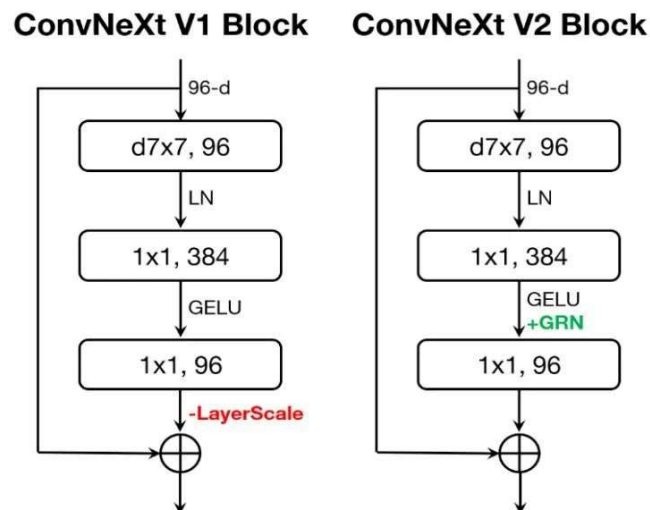 ConvNeXt V1 Block
96-d
d7x7, 96
LN
1x1, 384
GELU
1x1, 96
-LayerScale
ConvNeXt V2 Block
96-d
d7x7, 96
LN
1x1, 384
GELU
+GRN
1x1, 96